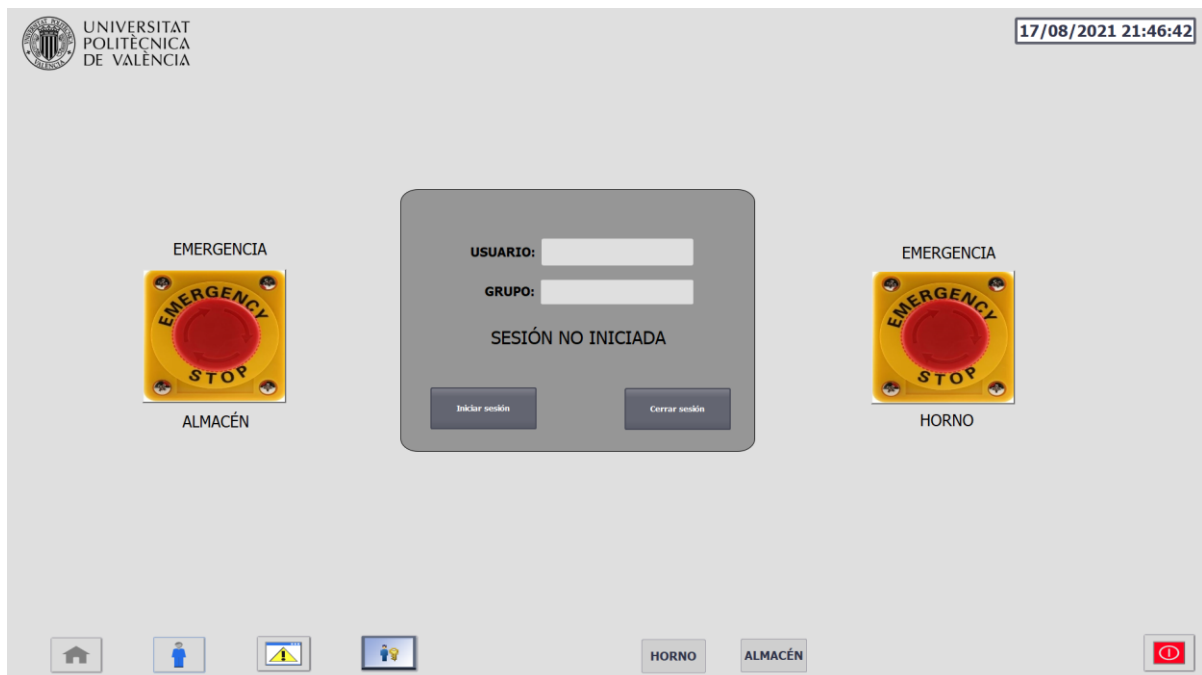 UNIVERSITAT
POLITÈCNICA
DE VALÈNCIA
17/08/2021 21:46:42
EMERGENCIA
EMERGENCY
STOP
ALMACÉN
USUARIO:
GRUPO:
SESIÓN NO INICIADA
Iniciar sesión
Cerrar sesión
EMERGENCIA
EMERGENCY
STOP
HORNO
HORNO
ALMACÉN